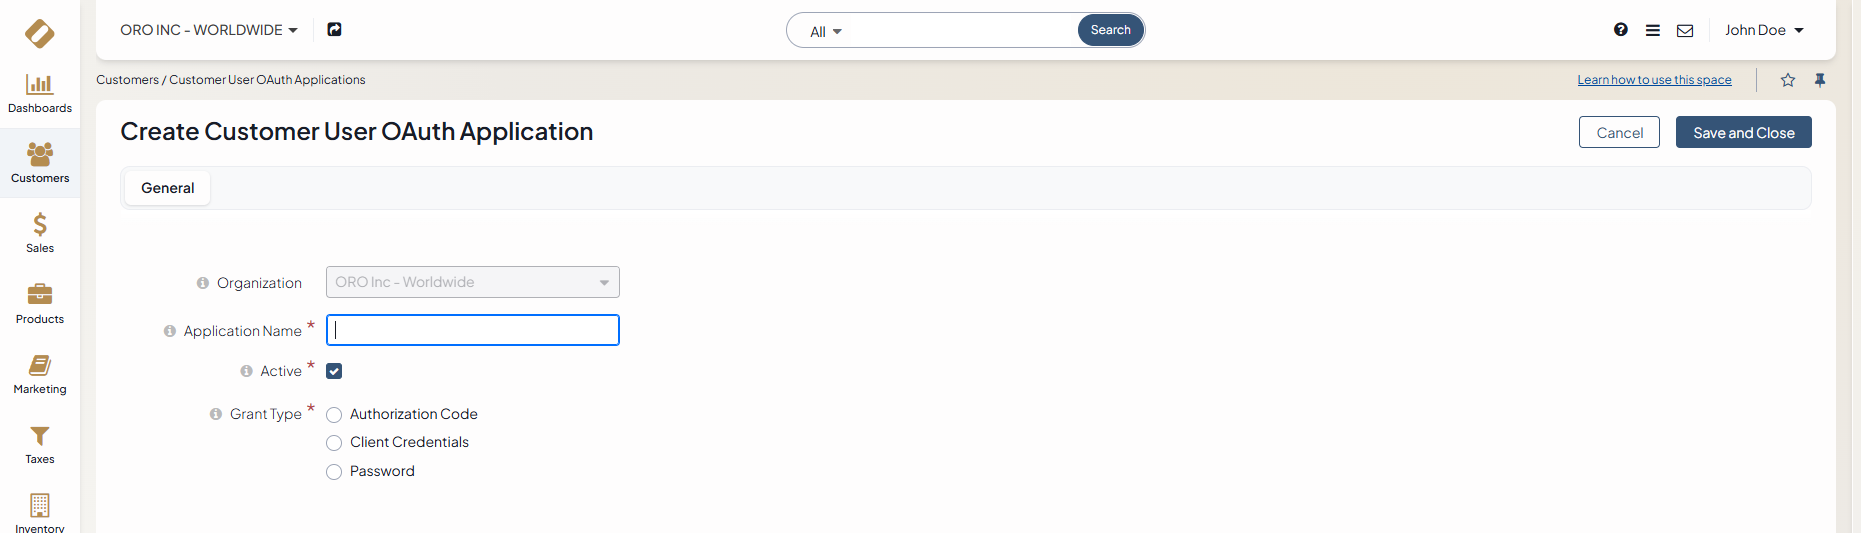 ORO INC - WORLDWIDE
All
Search
John Doe
Dashboards
Customers
Sales
Products
Marketing
Taxes
Inventory
Customers / Customer User OAuth Applications
Learn how to use this space
Create Customer User OAuth Application
Cancel
Save and Close
General
Organization
ORO Inc - Worldwide
Application Name *
Active *
Grant Type *
Authorization Code
Client Credentials
Password